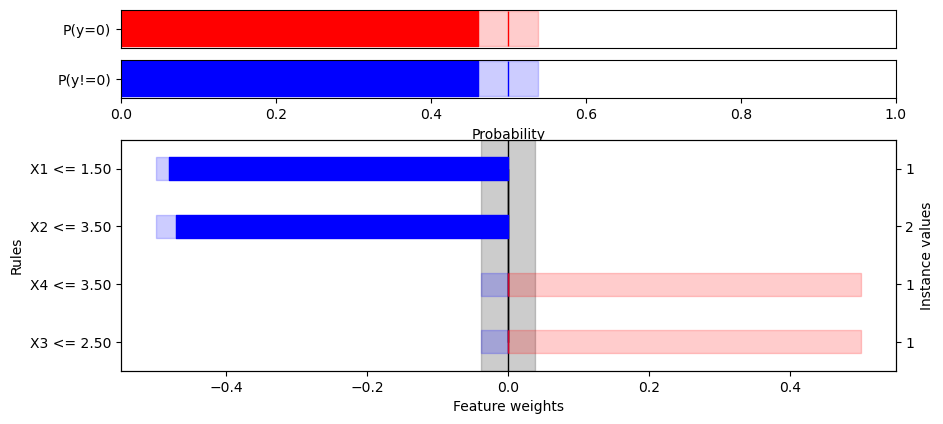 P(y=0)
P(y!=0)
0.0 0.2 0.4 0.6 0.8 1.0
Probability
X1 <= 1.50 1
X2 <= 3.50 2
X4 <= 3.50 1
X3 <= 2.50 1
Rules
Instance values
−0.4 −0.2 0.0 0.2 0.4
Feature weights